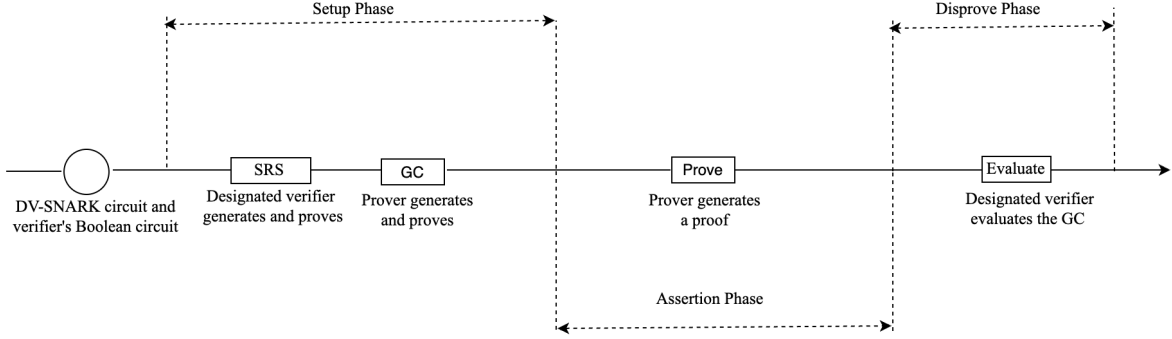 Setup Phase
Disprove Phase
SRS
GC
Prove
Evaluate
DV-SNARK circuit and
verifier's Boolean circuit
Designated verifier
generates and proves
Prover generates
and proves
Prover generates
a proof
Designated verifier
evaluates the GC
Assertion Phase